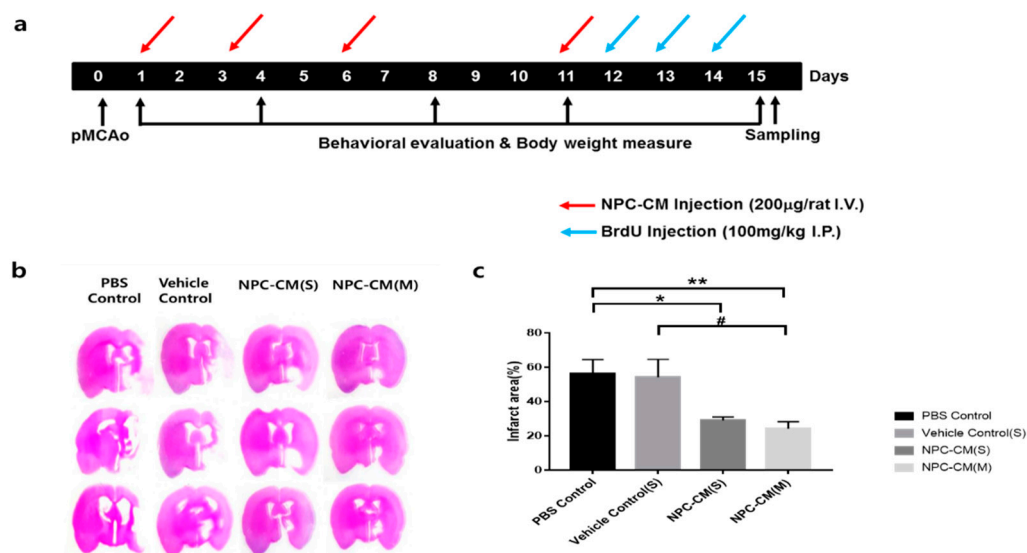 a
0 1 2 3 4 5 6 7 8 9 10 11 12 13 14 15 Days
pMCAo
Behavioral evaluation & Body weight measure
Sampling
NPC-CM Injection (200µg/rat I.V.)
BrdU Injection (100mg/kg I.P.)
b
PBS
Control
Vehicle
Control
NPC-CM(S)
NPC-CM(M)
c
**
*
#
Infarct area(%)
80
60
40
20
0
PBS Control
Vehicle Control(S)
NPC-CM(S)
NPC-CM(M)
PBS Control
Vehicle Control(S)
NPC-CM(S)
NPC-CM(M)